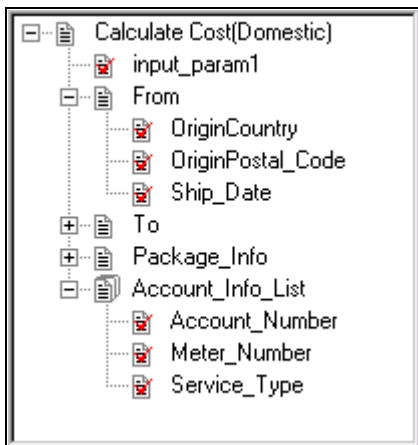 Calculate Cost(Domestic)
input_param1
From
OriginCountry
OriginPostal_Code
Ship_Date
To
Package_Info
Account_Info_List
Account_Number
Meter_Number
Service_Type